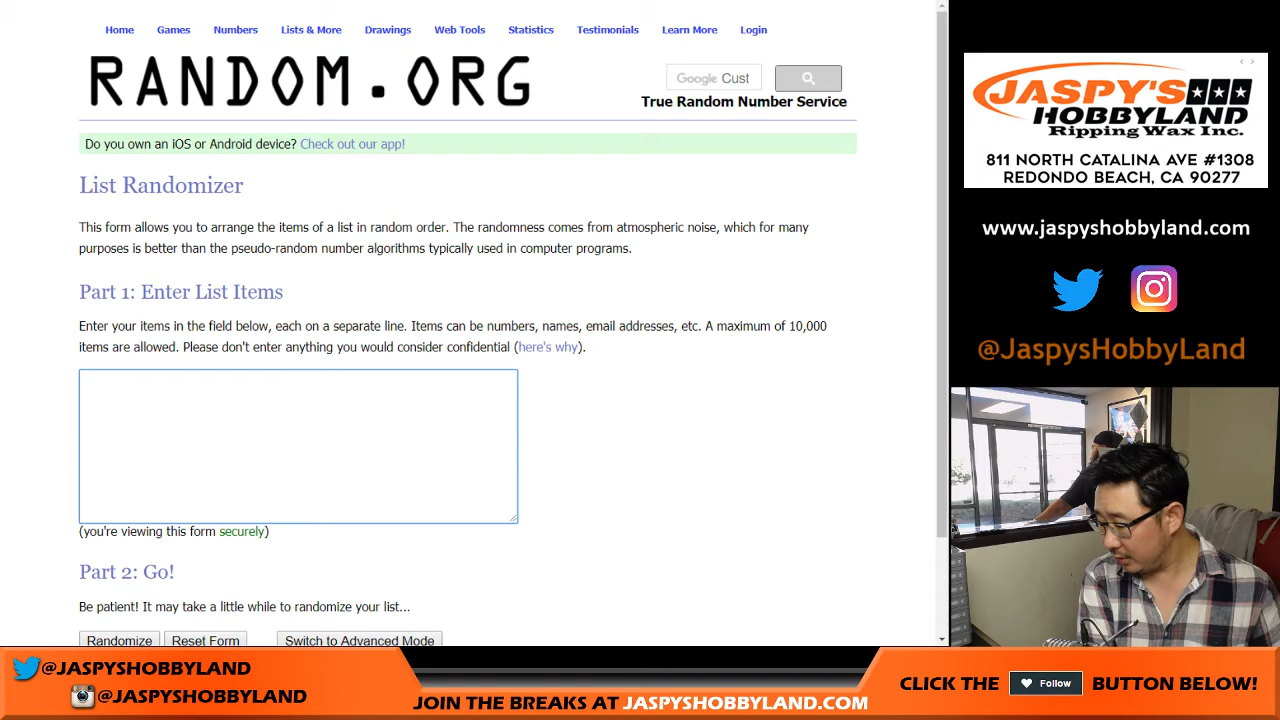 Home Games Numbers Lists & More Drawings Web Tools Statistics Testimonials Learn More Login
RANDOM.ORG
Google Cust
True Random Number Service
Do you own an iOS or Android device? Check out our app!
List Randomizer
This form allows you to arrange the items of a list in random order. The randomness comes from atmospheric noise, which for many
purposes is better than the pseudo-random number algorithms typically used in computer programs.
Part 1: Enter List Items
Enter your items in the field below, each on a separate line. Items can be numbers, names, email addresses, etc. A maximum of 10,000
items are allowed. Please don't enter anything you would consider confidential (here's why).
(you're viewing this form securely)
Part 2: Go!
Be patient! It may take a little while to randomize your list...
Randomize Reset Form Switch to Advanced Mode
JASPY'S
HOBBYLAND
Ripping Wax Inc.
811 NORTH CATALINA AVE #1308
REDONDO BEACH, CA 90277
www.jaspyshobbyland.com
@JaspysHobbyLand
@JASPYSHOBBYLAND
@JASPYSHOBBYLAND
JOIN THE BREAKS AT JASPYSHOBBYLAND.COM
CLICK THE Follow BUTTON BELOW!